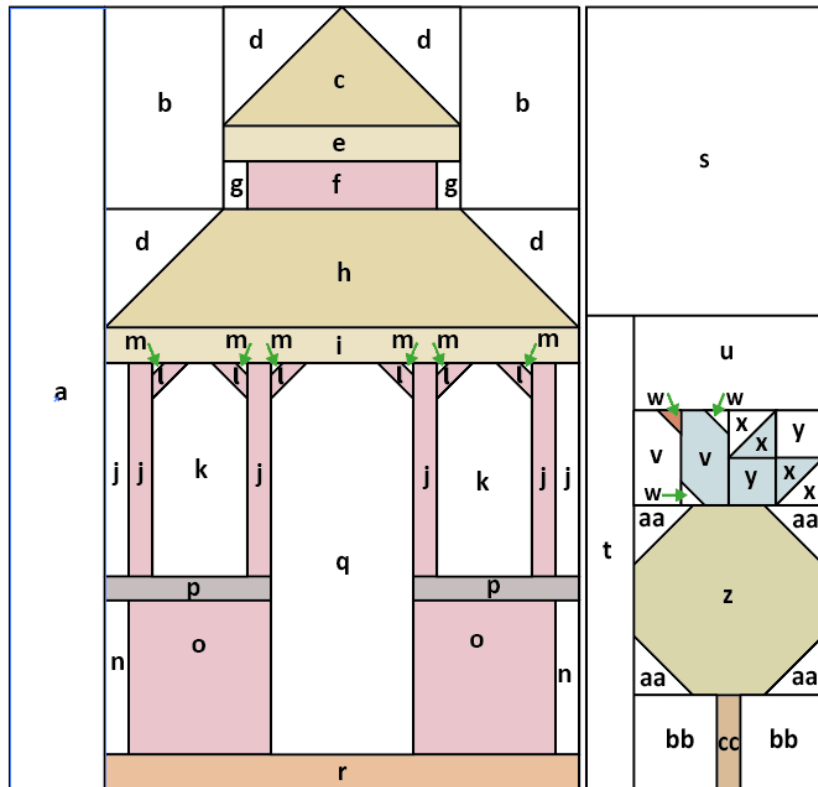 d d
b c b
e
g f g
s
d h d
m m m i m m m
u
l l l l l l
a
w w
x y
v v x
y x
w x
j j k j j k j j
aa aa
t
q
z
p p
o o
n n
aa aa
bb cc bb
r